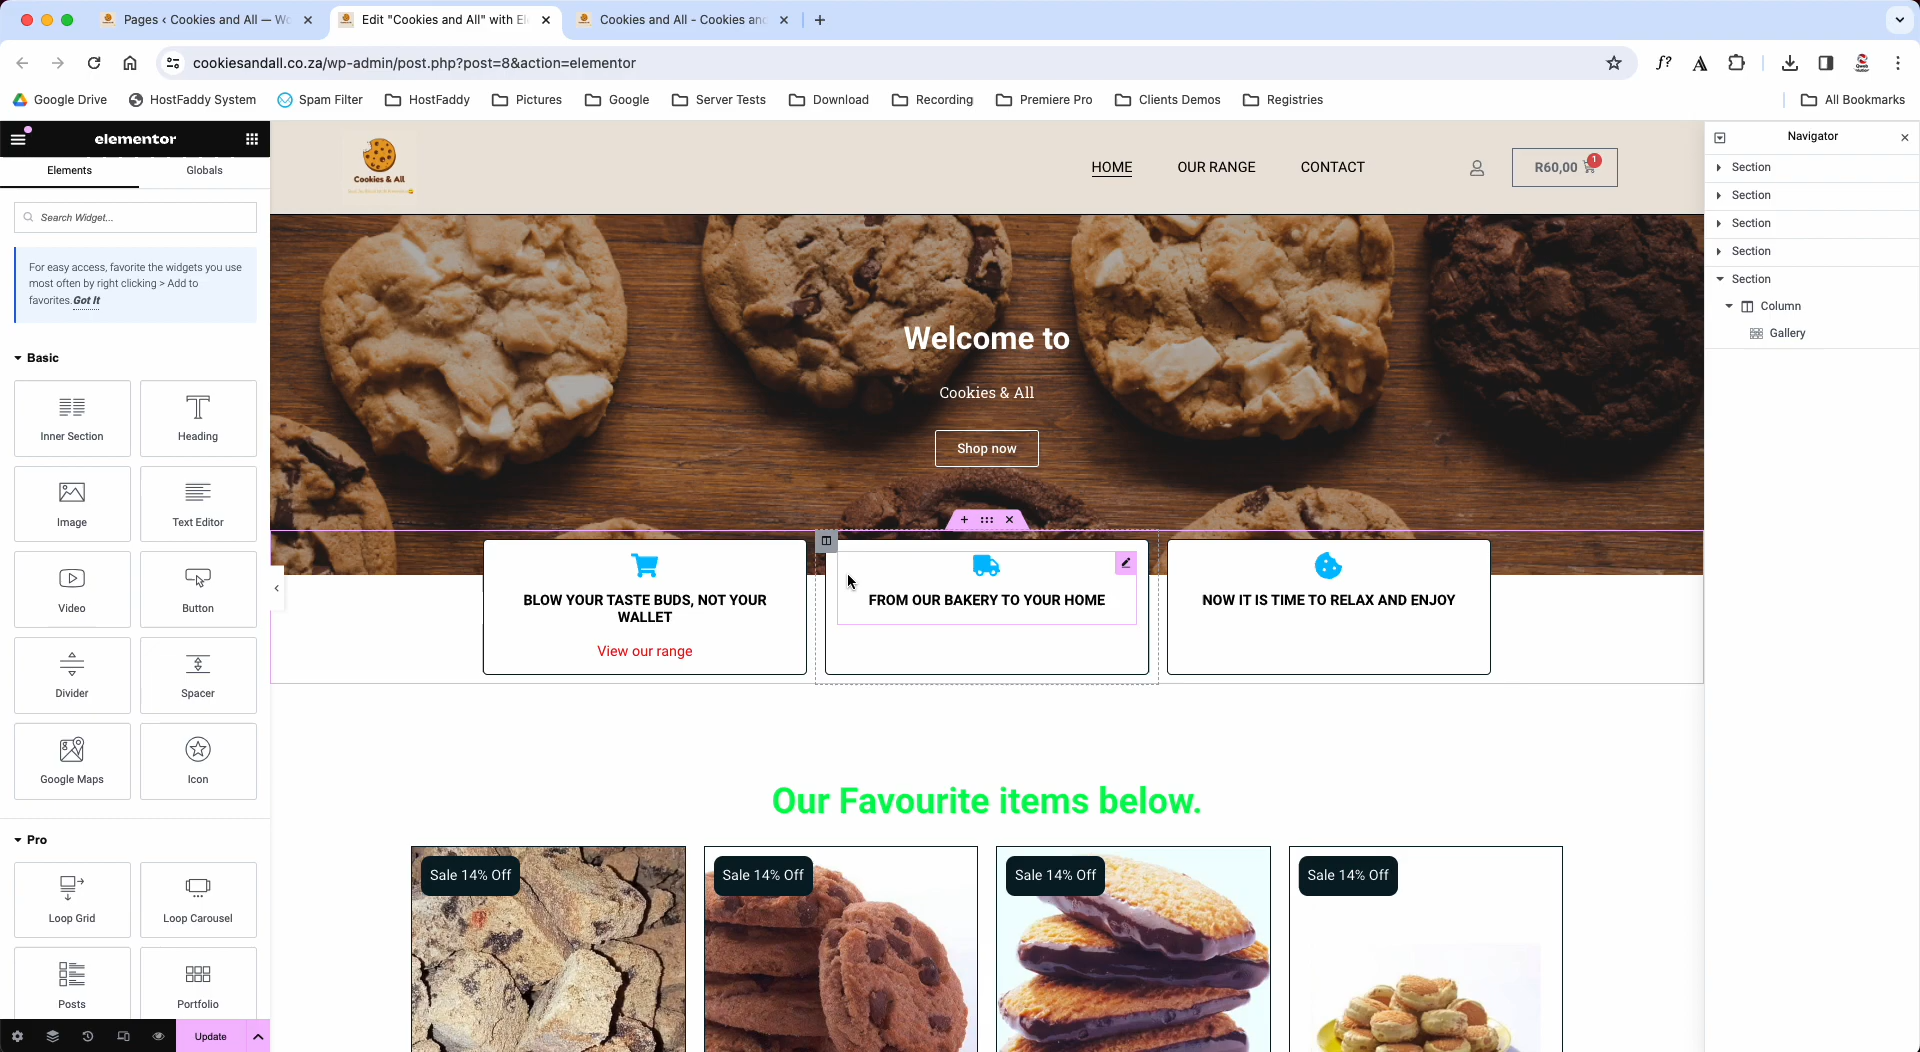 Pages ‹ Cookies and All — Wo
Edit "Cookies and All" with El
Cookies and All - Cookies and
cookiesandall.co.za/wp-admin/post.php?post=8&action=elementor
Google Drive
HostFaddy System
Spam Filter
HostFaddy
Pictures
Google
Server Tests
Download
Recording
Premiere Pro
Clients Demos
Registries
All Bookmarks
elementor
Elements
Globals
Search Widget...
For easy access, favorite the widgets you use
most often by right clicking > Add to
favorites. Got It
Basic
Inner Section
Heading
Image
Text Editor
Video
Button
Divider
Spacer
Google Maps
Icon
Pro
Loop Grid
Loop Carousel
Posts
Portfolio
Update
Cookies & All
HOME
OUR RANGE
CONTACT
R60,00
1
Welcome to
Cookies & All
Shop now
BLOW YOUR TASTE BUDS, NOT YOUR
WALLET
View our range
FROM OUR BAKERY TO YOUR HOME
NOW IT IS TIME TO RELAX AND ENJOY
Our Favourite items below.
Sale 14% Off
Sale 14% Off
Sale 14% Off
Sale 14% Off
Navigator
Section
Section
Section
Section
Section
Column
Gallery